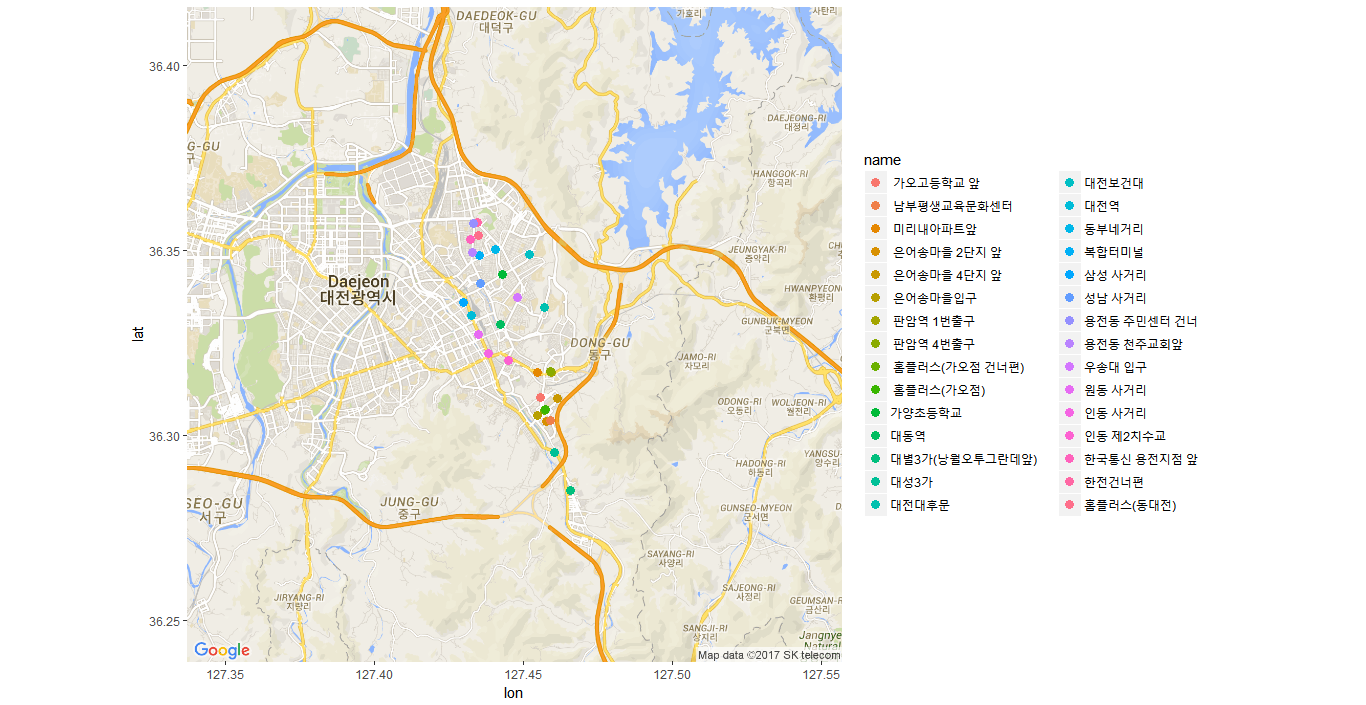 DAEDEOK-GU
대덕구
가호리
사탄리
36.40
DAEJEONG-RI
대정리
G-GU
구
HANGGOK-RI
항곡리
36.35
JEUNGYAK-RI
증약리
Daejeon
대전광역시
HWANPYEONG
환평리
GUNBUK-MYEON
군북면
DONG-GU
동구
JAMO-RI
자모리
lat
ODONG-RI
오동리
WOLJEON-RI
월전리
36.30
YANGSU-
양수리
HADONG-RI
하동리
SEO-GU
서구
JUNG-GU
중구
GUNSEO-MYEON
군서면
SAYANG-RI
사양리
SAJEONG-RI
사정리
JIRYANG-RI
지량리
GEUMSAN-R
금산리
36.25
SANGJI-RI
상지리
Jangnye
Natural
Google
Map data ©2017 SK telecom
127.35
127.40
127.45
127.50
127.55
lon
name
가오고등학교 앞
남부평생교육문화센터
미리내아파트앞
은어송마을 2단지 앞
은어송마을 4단지 앞
은어송마을입구
판암역 1번출구
판암역 4번출구
홈플러스(가오점 건너편)
홈플러스(가오점)
가양초등학교
대동역
대별3가(낭월오투그란데앞)
대성3가
대전대후문
대전보건대
대전역
동부네거리
복합터미널
삼성 사거리
성남 사거리
용전동 주민센터 건너
용전동 천주교회앞
우송대 입구
원동 사거리
인동 사거리
인동 제2치수교
한국통신 용전지점 앞
한전건너편
홈플러스(동대전)